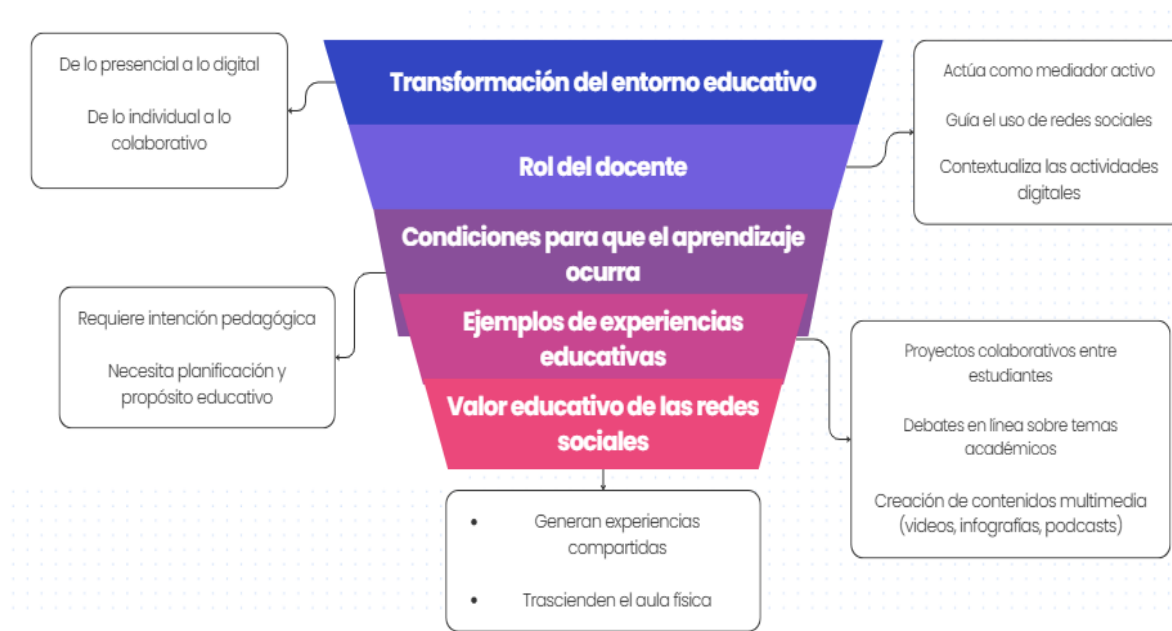 De lo presencial a lo digital
De lo individual a lo
colaborativo
Transformación del entorno educativo
Actúa como mediador activo
Guía el uso de redes sociales
Contextualiza las actividades
digitales
Rol del docente
Condiciones para que el aprendizaje
ocurra
Requiere intención pedagógica
Necesita planificación y
propósito educativo
Ejemplos de experiencias
educativas
Proyectos colaborativos entre
estudiantes
Debates en línea sobre temas
académicos
Creación de contenidos multimedia
(videos, infografías, podcasts)
Valor educativo de las redes
sociales
• Generan experiencias
compartidas
• Trascienden el aula física